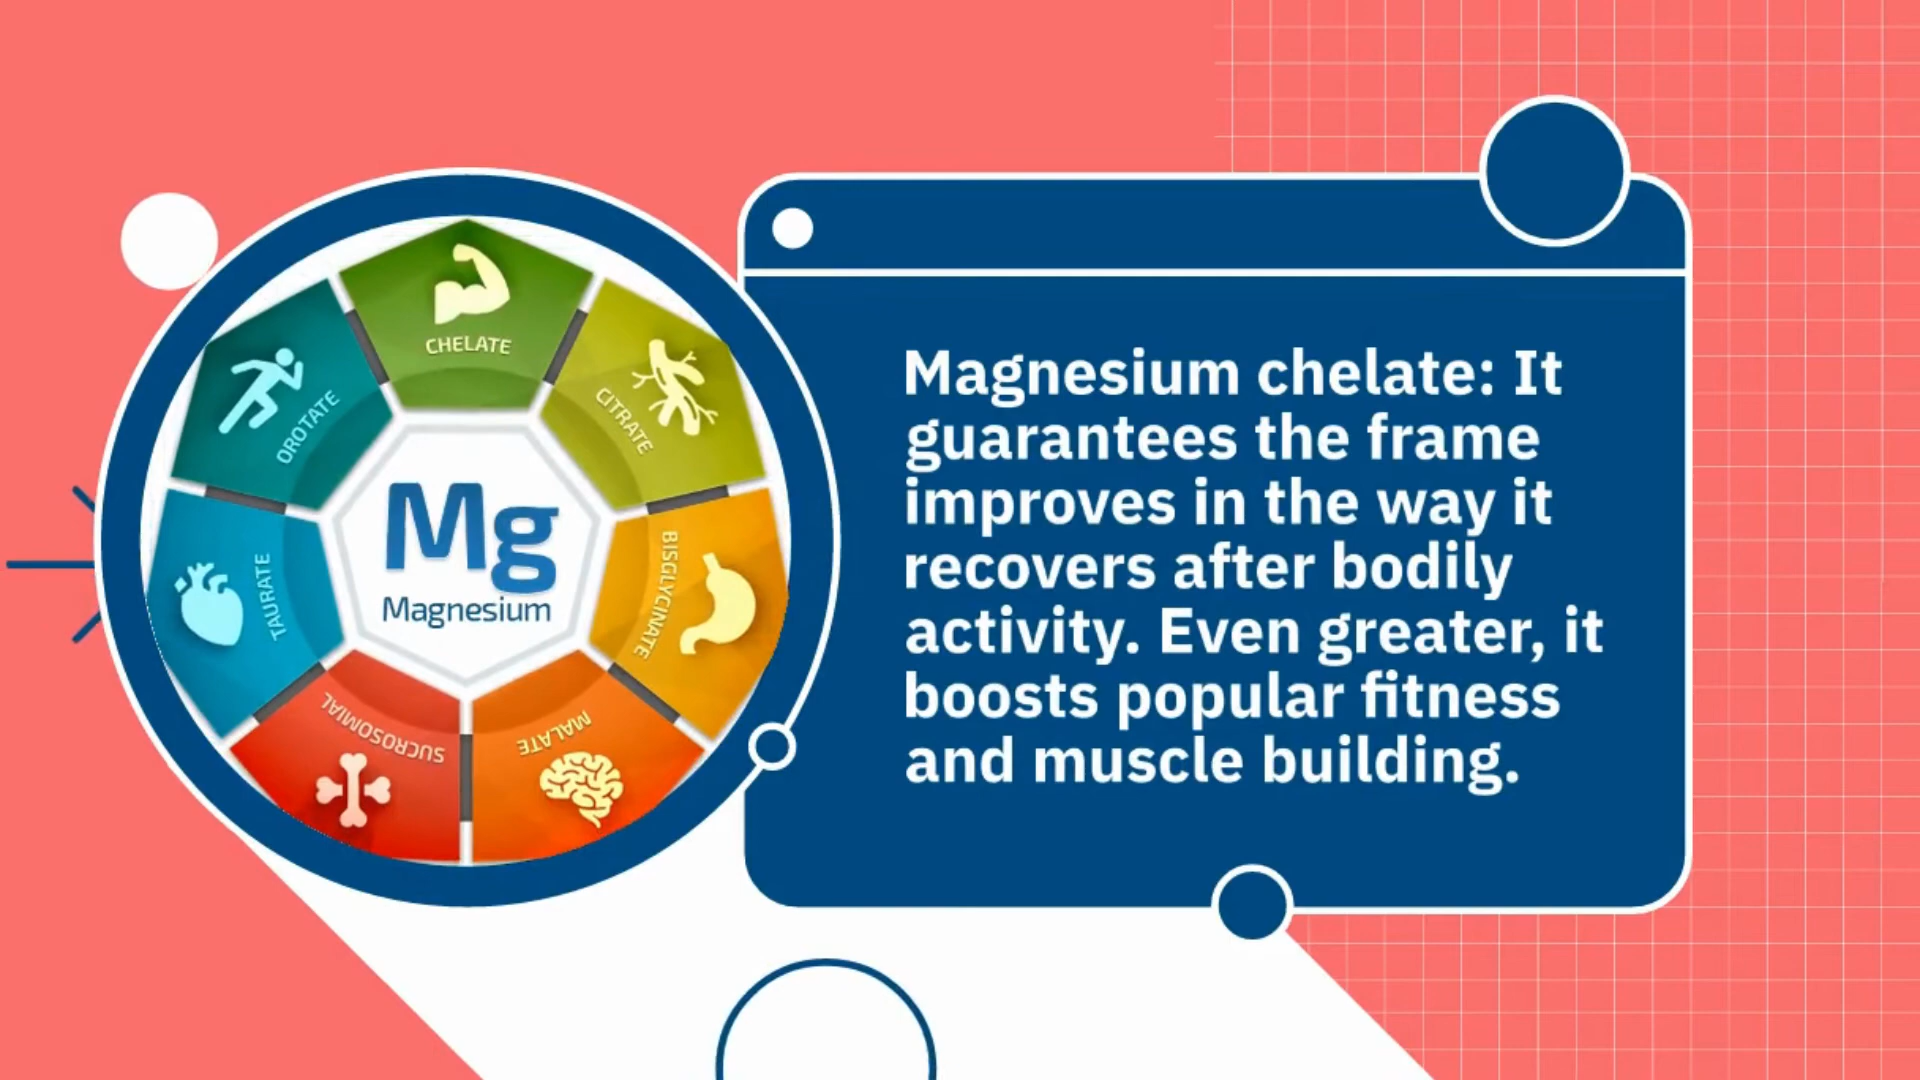 CHELATE
CITRATE
OROTATE
BISGLYCINATE
TAURATE
MALATE
SUCROSOMIAL
Mg
Magnesium
Magnesium chelate: It
guarantees the frame
improves in the way it
recovers after bodily
activity. Even greater, it
boosts popular fitness
and muscle building.